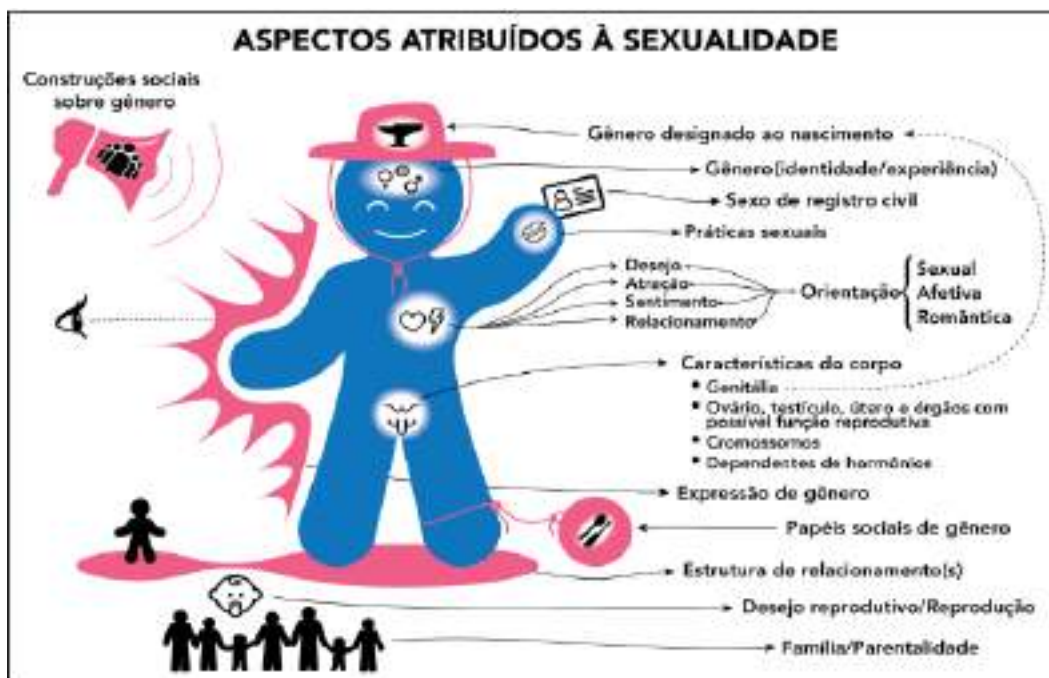 ASPECTOS ATRIBUÍDOS À SEXUALIDADE
Construções sociais
sobre gênero
Gênero designado ao nascimento
Gênero(identidade/experiência)
Sexo de registro civil
Práticas sexuais
Desejo
Atração
Sentimento
Relacionamento
Orientação
Sexual
Afetiva
Romântica
Características do corpo
• Genitália
• Ovário, testículo, útero e órgãos com
possível função reprodutiva
• Cromossomos
• Dependentes de hormônios
Expressão de gênero
Papéis sociais de gênero
Estrutura de relacionamento(s)
Desejo reprodutivo/Reprodução
Família/Parentalidade